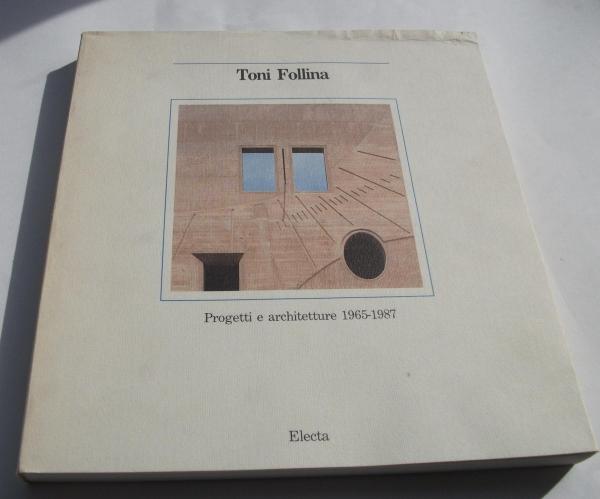 Toni Follina
Progetti e architetture 1965-1987
Electa